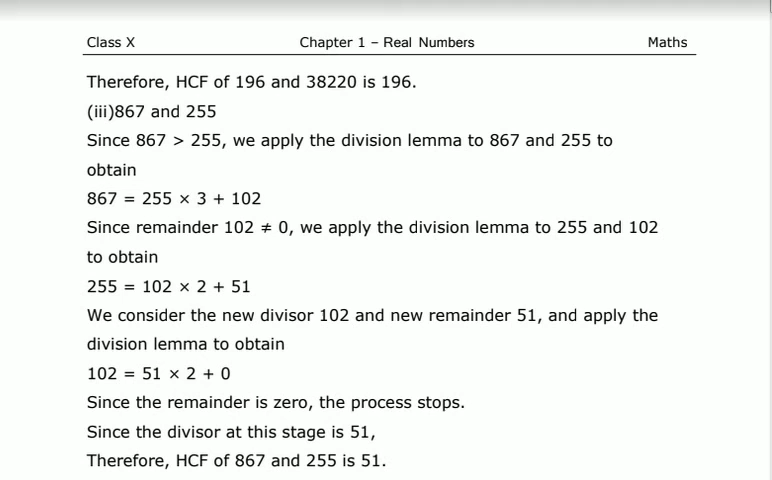 Class X Chapter 1 – Real Numbers Maths
Therefore, HCF of 196 and 38220 is 196.
(iii)867 and 255
Since 867 > 255, we apply the division lemma to 867 and 255 to
obtain
867 = 255 × 3 + 102
Since remainder 102 ≠ 0, we apply the division lemma to 255 and 102
to obtain
255 = 102 × 2 + 51
We consider the new divisor 102 and new remainder 51, and apply the
division lemma to obtain
102 = 51 × 2 + 0
Since the remainder is zero, the process stops.
Since the divisor at this stage is 51,
Therefore, HCF of 867 and 255 is 51.